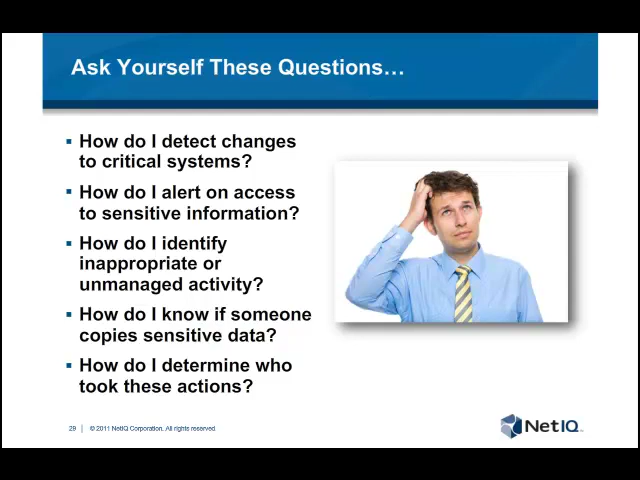 Ask Yourself These Questions…
▪ How do I detect changes
to critical systems?
▪ How do I alert on access
to sensitive information?
▪ How do I identify
inappropriate or
unmanaged activity?
▪ How do I know if someone
copies sensitive data?
▪ How do I determine who
took these actions?
29 | © 2011 NetIQ Corporation. All rights reserved.
NetIQ